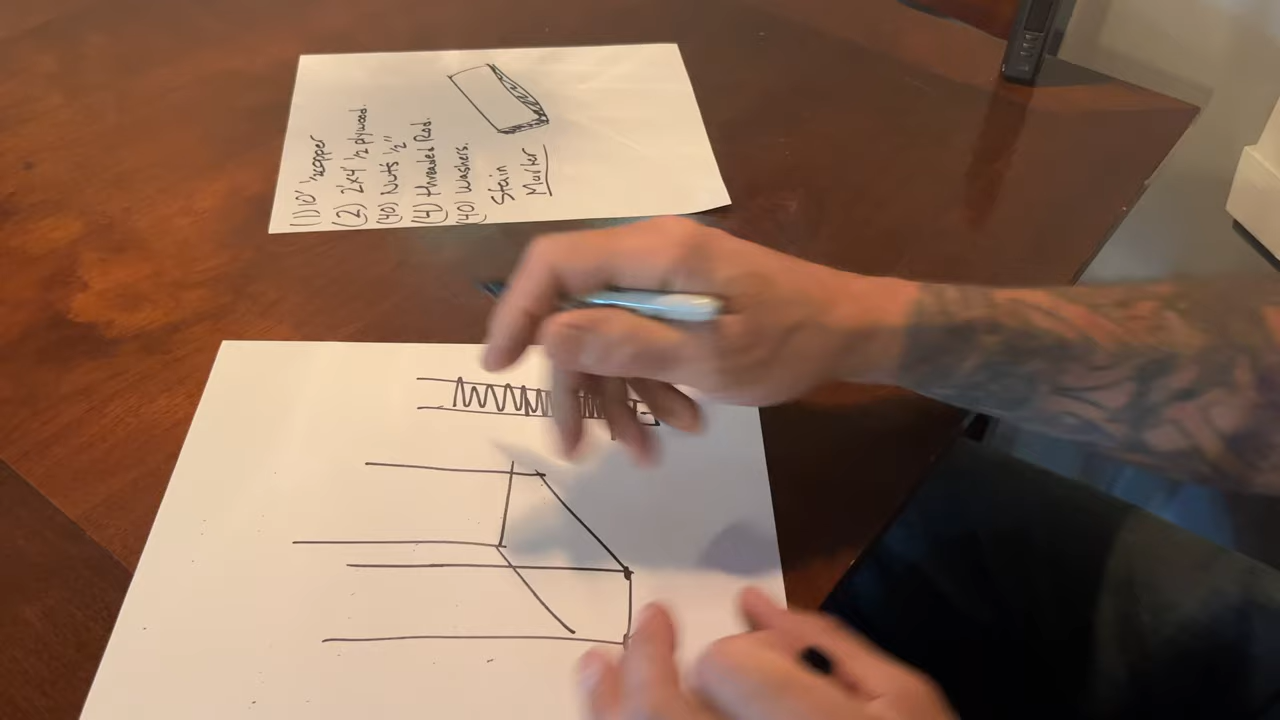 (1) 10' 1/2 copper
(2) 2x4' 1/2 plywood.
(40) Nuts 1/2"
(4) threaded Rod.
(40) Washers.
Stain
Marker